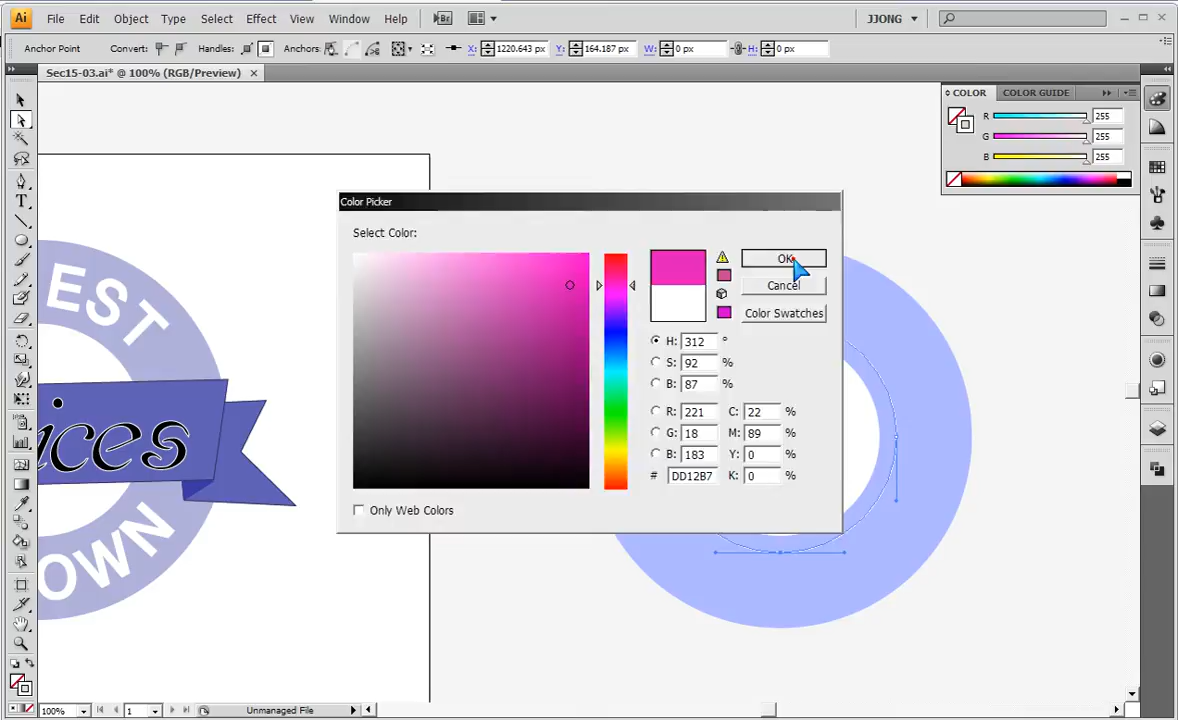 Ai File Edit Object Type Select Effect View Window Help Br JJONG
Anchor Point Convert: Handles: Anchors: X: 1220.643 px Y: 164.187 px W: 0 px H: 0 px
Sec15-03.ai* @ 100% (RGB/Preview)
COLOR COLOR GUIDE
R 255
G 255
B 255
Color Picker
Select Color:
OK
Cancel
Color Swatches
H: 312 °
S: 92 %
B: 87 %
R: 221 C: 22 %
G: 18 M: 89 %
B: 183 Y: 0 %
# DD12B7 K: 0 %
Only Web Colors
EST
ices
OWN
100% 1 Unmanaged File